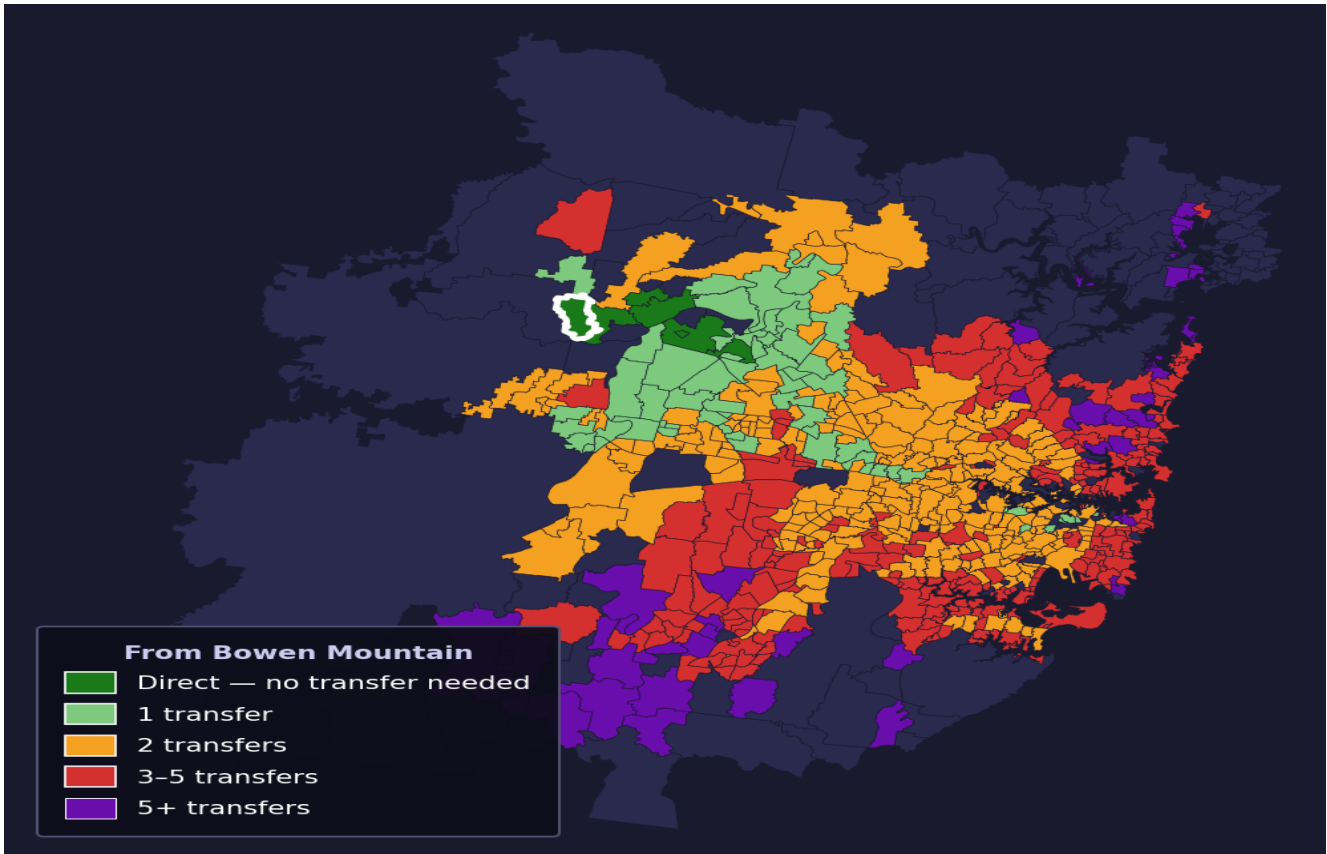 From Bowen Mountain
Direct — no transfer needed
1 transfer
2 transfers
3–5 transfers
5+ transfers